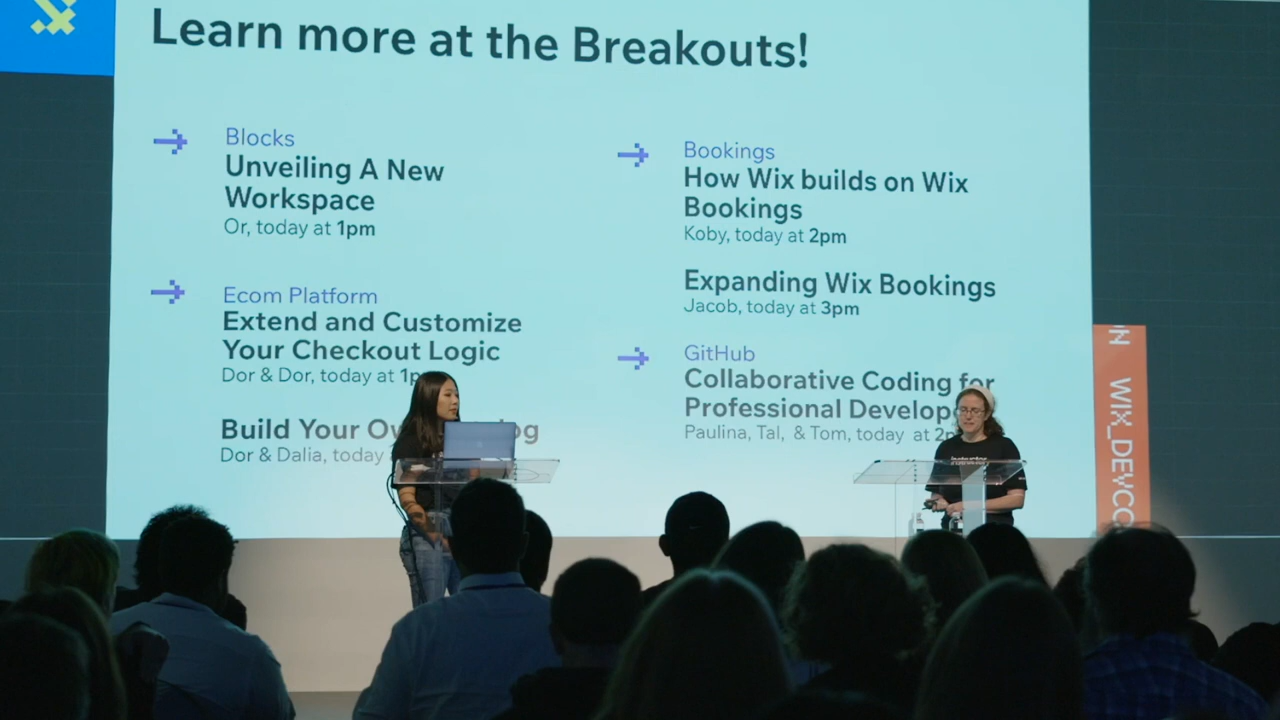 Learn more at the Breakouts!
Blocks
Unveiling A New
Workspace
Or, today at 1pm
Ecom Platform
Extend and Customize
Your Checkout Logic
Dor & Dor, today at
Build Your
Dor & Dalia, today
Bookings
How Wix builds on Wix
Bookings
Koby, today at 2pm
Expanding Wix Bookings
Jacob, today at 3pm
GitHub
Collaborative Coding for
Professional
Paulina, Tal, & Tom, today at
WIX_DEVCO